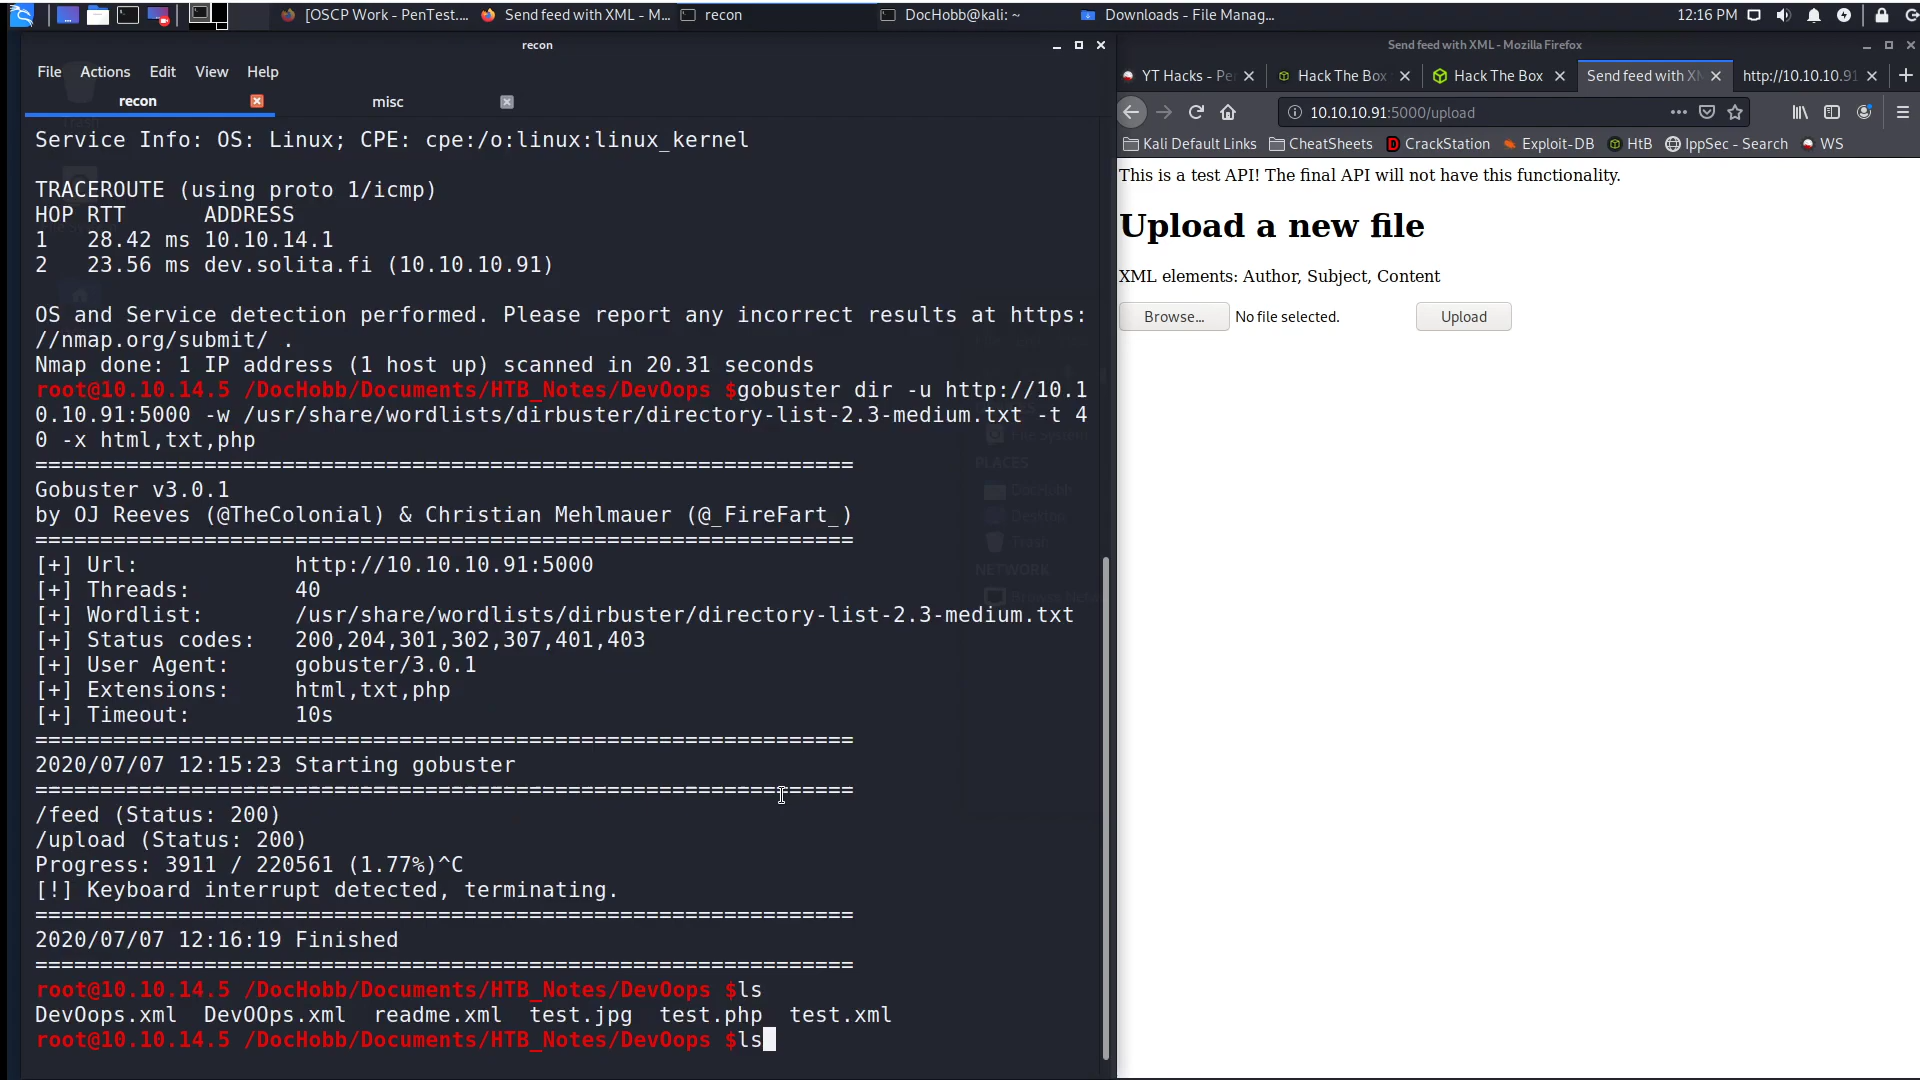 [OSCP Work - PenTest....
Send feed with XML - M...
recon
DocHobb@kali: ~
Downloads - File Manag...
12:16 PM
recon
File Actions Edit View Help
recon
misc
Service Info: OS: Linux; CPE: cpe:/o:linux:linux_kernel
TRACEROUTE (using proto 1/icmp)
HOP RTT ADDRESS
1 28.42 ms 10.10.14.1
2 23.56 ms dev.solita.fi (10.10.10.91)
OS and Service detection performed. Please report any incorrect results at https:
//nmap.org/submit/ .
Nmap done: 1 IP address (1 host up) scanned in 20.31 seconds
root@10.10.14.5 /DocHobb/Documents/HTB_Notes/DevOops $gobuster dir -u http://10.1
0.10.91:5000 -w /usr/share/wordlists/dirbuster/directory-list-2.3-medium.txt -t 4
0 -x html,txt,php
===============================================================
Gobuster v3.0.1
by OJ Reeves (@TheColonial) & Christian Mehlmauer (@_FireFart_)
===============================================================
[+] Url: http://10.10.10.91:5000
[+] Threads: 40
[+] Wordlist: /usr/share/wordlists/dirbuster/directory-list-2.3-medium.txt
[+] Status codes: 200,204,301,302,307,401,403
[+] User Agent: gobuster/3.0.1
[+] Extensions: html,txt,php
[+] Timeout: 10s
===============================================================
2020/07/07 12:15:23 Starting gobuster
===============================================================
/feed (Status: 200)
/upload (Status: 200)
Progress: 3911 / 220561 (1.77%)^C
[!] Keyboard interrupt detected, terminating.
===============================================================
2020/07/07 12:16:19 Finished
===============================================================
root@10.10.14.5 /DocHobb/Documents/HTB_Notes/DevOops $ls
DevOops.xml DevOOps.xml readme.xml test.jpg test.php test.xml
root@10.10.14.5 /DocHobb/Documents/HTB_Notes/DevOops $ls
File System
PLACES
DocHobb
Desktop
Trash
NETWORK
Browse Netw
Send feed with XML - Mozilla Firefox
YT Hacks - Pe
Hack The Box
Hack The Box
Send feed with XM
http://10.10.10.91
10.10.10.91:5000/upload
Kali Default Links
CheatSheets
CrackStation
Exploit-DB
HtB
IppSec - Search
WS
This is a test API! The final API will not have this functionality.
Upload a new file
XML elements: Author, Subject, Content
Browse...
No file selected.
Upload